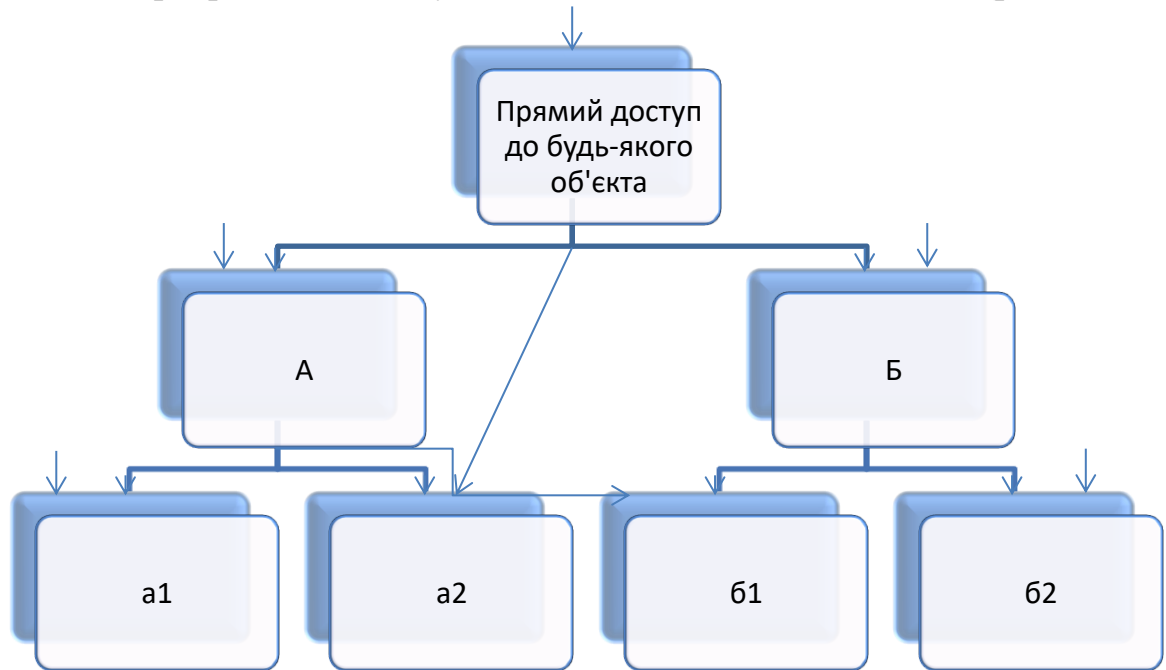 Прямий доступ
до будь-якого
об'єкта
А
Б
а1
а2
б1
б2